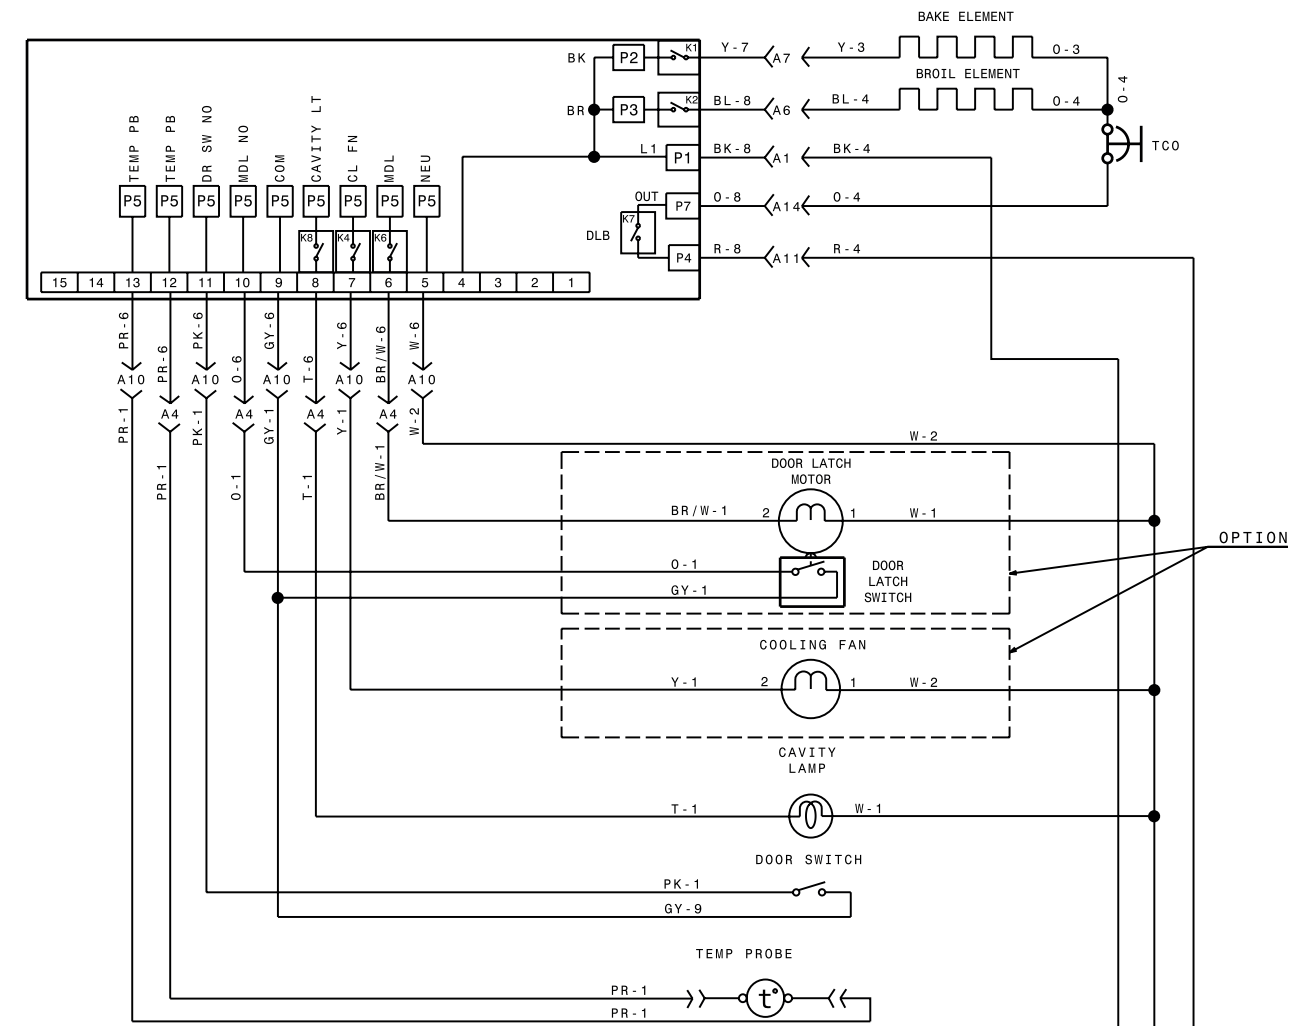 BAKE ELEMENT
BK P2 K1 Y-7 A7 Y-3 O-3
BROIL ELEMENT
O-4
BR P3 K2 BL-8 A6 BL-4 O-4
TCO
L1 P1 BK-8 A1 BK-4
OUT P7 O-8 A14 O-4
K7
DLB
P4 R-8 A11 R-4
TEMP PB
TEMP PB
DR SW NO
MDL NO
COM
CAVITY LT
CL FN
MDL
NEU
P5 P5 P5 P5 P5 P5 P5 P5 P5
K8 K4 K6
15 14 13 12 11 10 9 8 7 6 5 4 3 2 1
PR-6
PR-6
PK-6
O-6
GY-6
T-6
Y-6
BR/W-6
W-6
A10 A10 A10 A10 A10
A4 A4 A4 A4
PR-1
PR-1
PK-1
O-1
GY-1
T-1
Y-1
BR/W-1
W-2
W-2
DOOR LATCH
MOTOR
BR/W-1 2 1 W-1
OPTION
O-1
GY-1
DOOR
LATCH
SWITCH
COOLING FAN
Y-1 2 1 W-2
CAVITY
LAMP
T-1 W-1
DOOR SWITCH
PK-1
GY-9
TEMP PROBE
PR-1 t°
PR-1